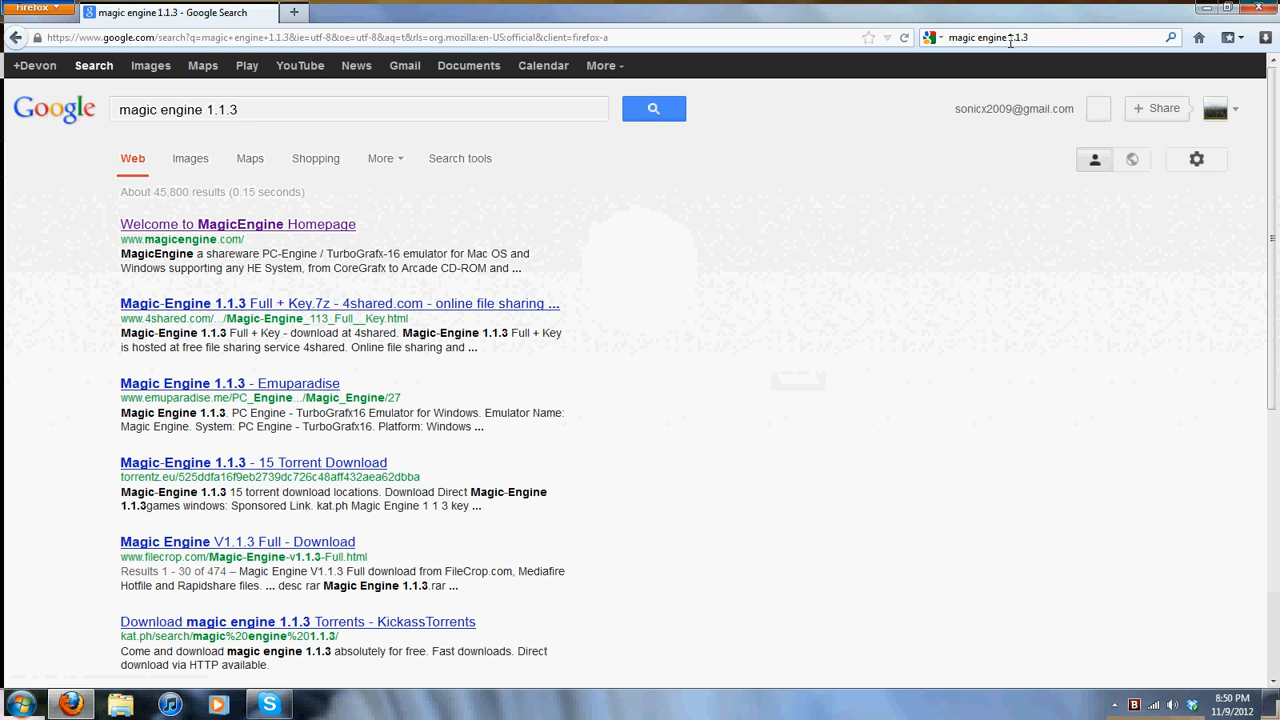 Firefox
magic engine 1.1.3 - Google Search
https://www.google.com/search?q=magic+engine+1.1.3&ie=utf-8&oe=utf-8&aq=t&rls=org.mozilla:en-US:official&client=firefox-a
magic engine 1.1.3
+Devon Search Images Maps Play YouTube News Gmail Documents Calendar More
Google
magic engine 1.1.3
sonicx2009@gmail.com
+ Share
Web Images Maps Shopping More Search tools
About 45,800 results (0.15 seconds)
Welcome to MagicEngine Homepage
www.magicengine.com/
MagicEngine a shareware PC-Engine / TurboGrafx-16 emulator for Mac OS and
Windows supporting any HE System, from CoreGrafx to Arcade CD-ROM and ...
Magic-Engine 1.1.3 Full + Key.7z - 4shared.com - online file sharing ...
www.4shared.com/.../Magic-Engine_113_Full__Key.html
Magic-Engine 1.1.3 Full + Key - download at 4shared. Magic-Engine 1.1.3 Full + Key
is hosted at free file sharing service 4shared. Online file sharing and ...
Magic Engine 1.1.3 - Emuparadise
www.emuparadise.me/PC_Engine.../Magic_Engine/27
Magic Engine 1.1.3. PC Engine - TurboGrafx16 Emulator for Windows. Emulator Name:
Magic Engine. System: PC Engine - TurboGrafx16. Platform: Windows ...
Magic-Engine 1.1.3 - 15 Torrent Download
torrentz.eu/525ddfa16f9eb2739dc726c48aff432aea62dbba
Magic-Engine 1.1.3 15 torrent download locations. Download Direct Magic-Engine
1.1.3games windows: Sponsored Link. kat.ph Magic Engine 1 1 3 key ...
Magic Engine V1.1.3 Full - Download
www.filecrop.com/Magic-Engine-v1.1.3-Full.html
Results 1 - 30 of 474 – Magic Engine V1.1.3 Full download from FileCrop.com, Mediafire
Hotfile and Rapidshare files. ... desc rar Magic Engine 1.1.3.rar ...
Download magic engine 1.1.3 Torrents - KickassTorrents
kat.ph/search/magic%20engine%201.1.3/
Come and download magic engine 1.1.3 absolutely for free. Fast downloads. Direct
download via HTTP available.
8:50 PM
11/9/2012